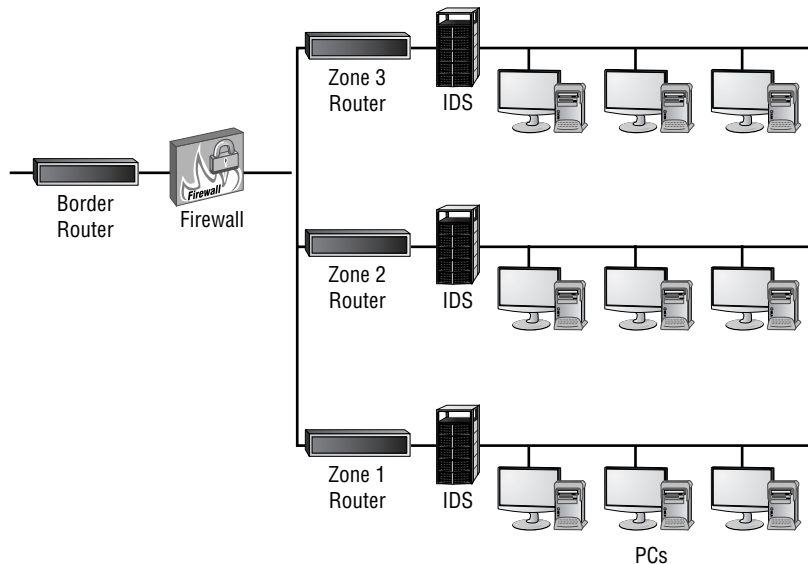 Zone 3
Router
IDS
Border
Router
Firewall
Firewall
Zone 2
Router
IDS
Zone 1
Router
IDS
PCs